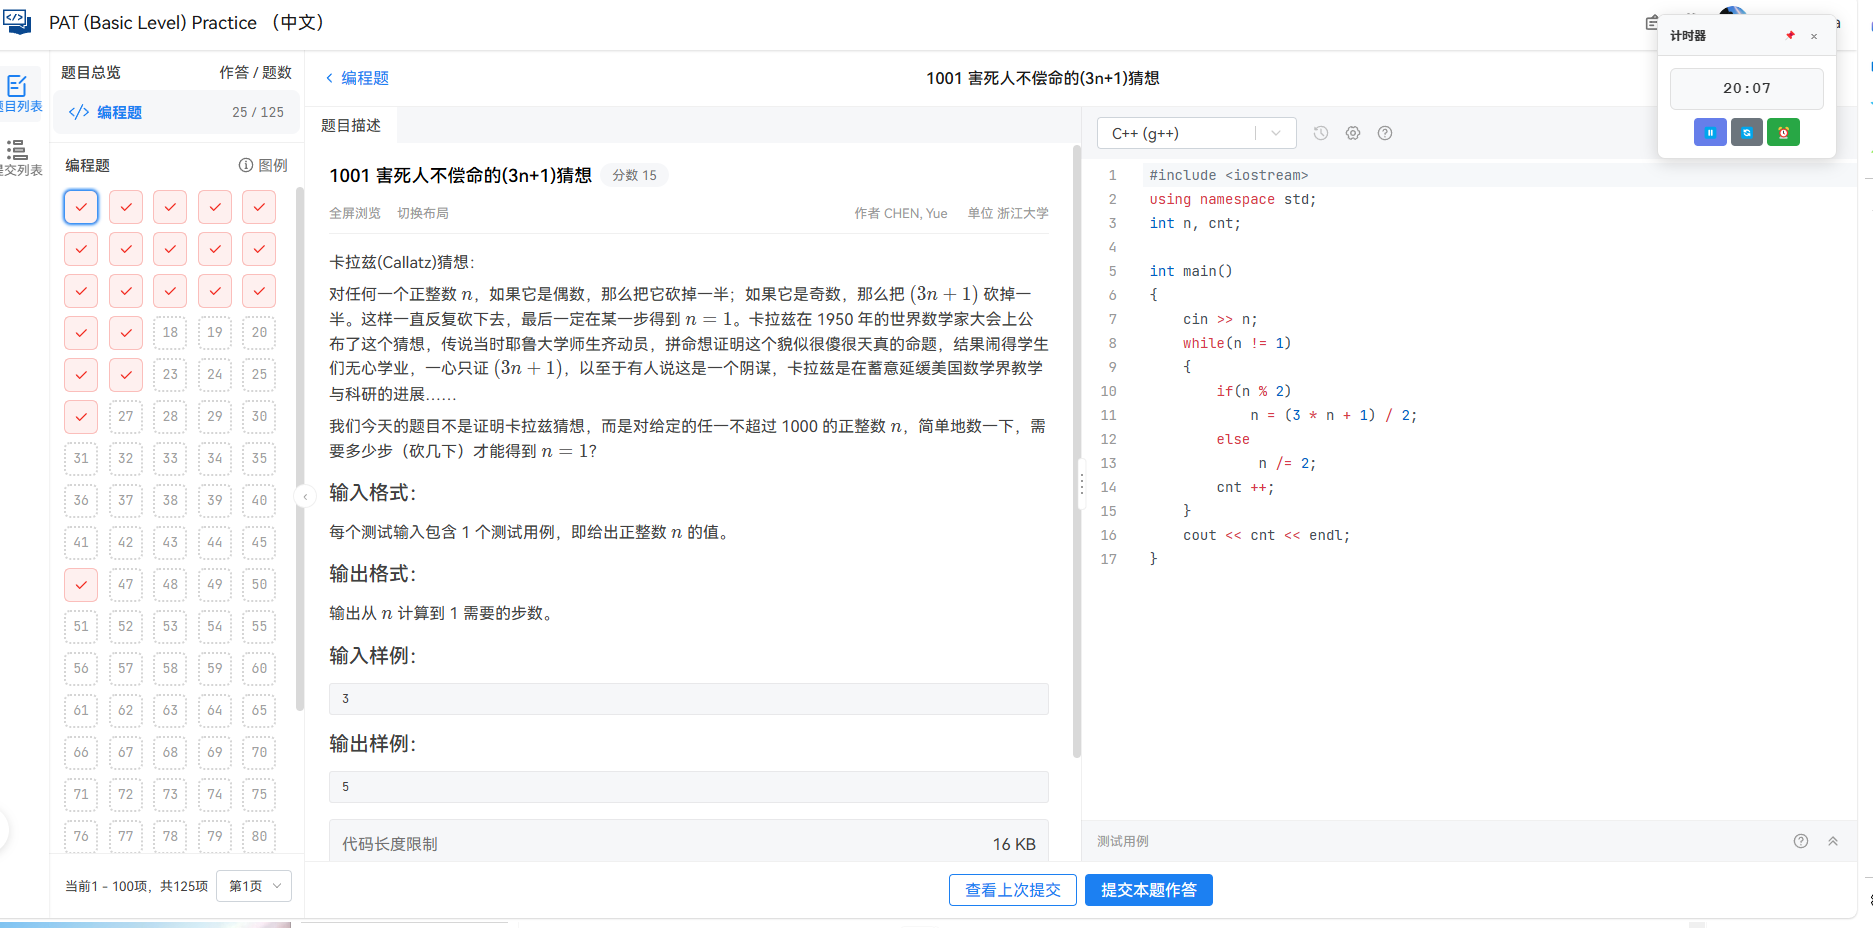 PAT (Basic Level) Practice （中文）
题目列表
提交列表
题目总览 作答 / 题数
编程题 25 / 125
编程题 图例
18 19 20
23 24 25
27 28 29 30
31 32 33 34 35
36 37 38 39 40
41 42 43 44 45
47 48 49 50
51 52 53 54 55
56 57 58 59 60
61 62 63 64 65
66 67 68 69 70
71 72 73 74 75
76 77 78 79 80
当前1 - 100项，共125项 第1页
编程题
1001 害死人不偿命的(3n+1)猜想
题目描述
1001 害死人不偿命的(3n+1)猜想 分数 15
全屏浏览 切换布局 作者 CHEN, Yue 单位 浙江大学
卡拉兹(Callatz)猜想：
对任何一个正整数 n，如果它是偶数，那么把它砍掉一半；如果它是奇数，那么把 (3n + 1) 砍掉一
半。这样一直反复砍下去，最后一定在某一步得到 n = 1。卡拉兹在 1950 年的世界数学家大会上公
布了这个猜想，传说当时耶鲁大学师生齐动员，拼命想证明这个貌似很傻很天真的命题，结果闹得学生
们无心学业，一心只证 (3n + 1)，以至于有人说这是一个阴谋，卡拉兹是在蓄意延缓美国数学界教学
与科研的进展……
我们今天的题目不是证明卡拉兹猜想，而是对给定的任一不超过 1000 的正整数 n，简单地数一下，需
要多少步（砍几下）才能得到 n = 1？
输入格式：
每个测试输入包含 1 个测试用例，即给出正整数 n 的值。
输出格式：
输出从 n 计算到 1 需要的步数。
输入样例：
3
输出样例：
5
代码长度限制 16 KB
查看上次提交 提交本题作答
C++ (g++)
1 #include <iostream>
2 using namespace std;
3 int n, cnt;
4
5 int main()
6 {
7 cin >> n;
8 while(n != 1)
9 {
10 if(n % 2)
11 n = (3 * n + 1) / 2;
12 else
13 n /= 2;
14 cnt ++;
15 }
16 cout << cnt << endl;
17 }
测试用例
计时器
20:07